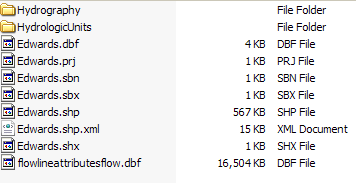 Hydrography File Folder
HydrologicUnits File Folder
Edwards.dbf 4 KB DBF File
Edwards.prj 1 KB PRJ File
Edwards.sbn 1 KB SBN File
Edwards.sbx 1 KB SBX File
Edwards.shp 567 KB SHP File
Edwards.shp.xml 15 KB XML Document
Edwards.shx 1 KB SHX File
flowlineattributesflow.dbf 16,504 KB DBF File